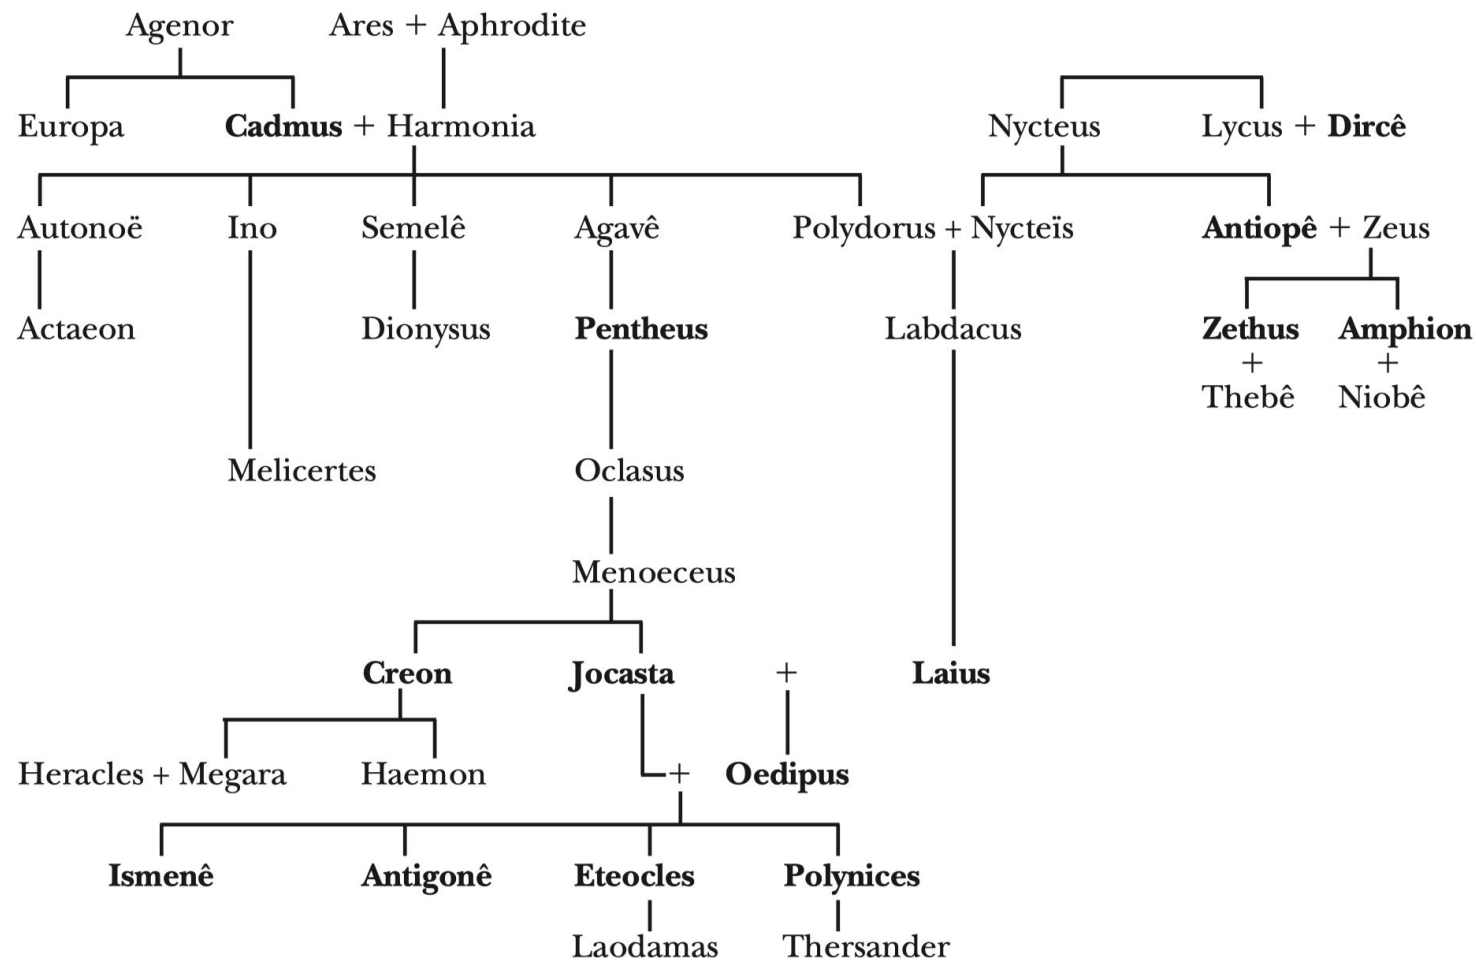 Agenor Ares + Aphrodite
Europa Cadmus + Harmonia Nycteus Lycus + Dircê
Autonoë Ino Semelê Agavê Polydorus + Nycteïs Antiopê + Zeus
Actaeon Dionysus Pentheus Labdacus Zethus Amphion
+ +
Thebê Niobê
Melicertes Oclasus
Menoeceus
Creon Jocasta + Laius
Heracles + Megara Haemon + Oedipus
Ismenê Antigonê Eteocles Polynices
Laodamas Thersander